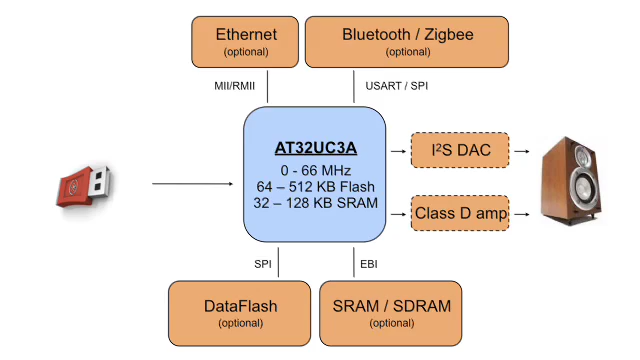 Ethernet
(optional)
Bluetooth / Zigbee
(optional)
MII/RMII
USART / SPI
AT32UC3A
0 - 66 MHz
64 – 512 KB Flash
32 – 128 KB SRAM
I²S DAC
Class D amp
SPI
EBI
DataFlash
(optional)
SRAM / SDRAM
(optional)